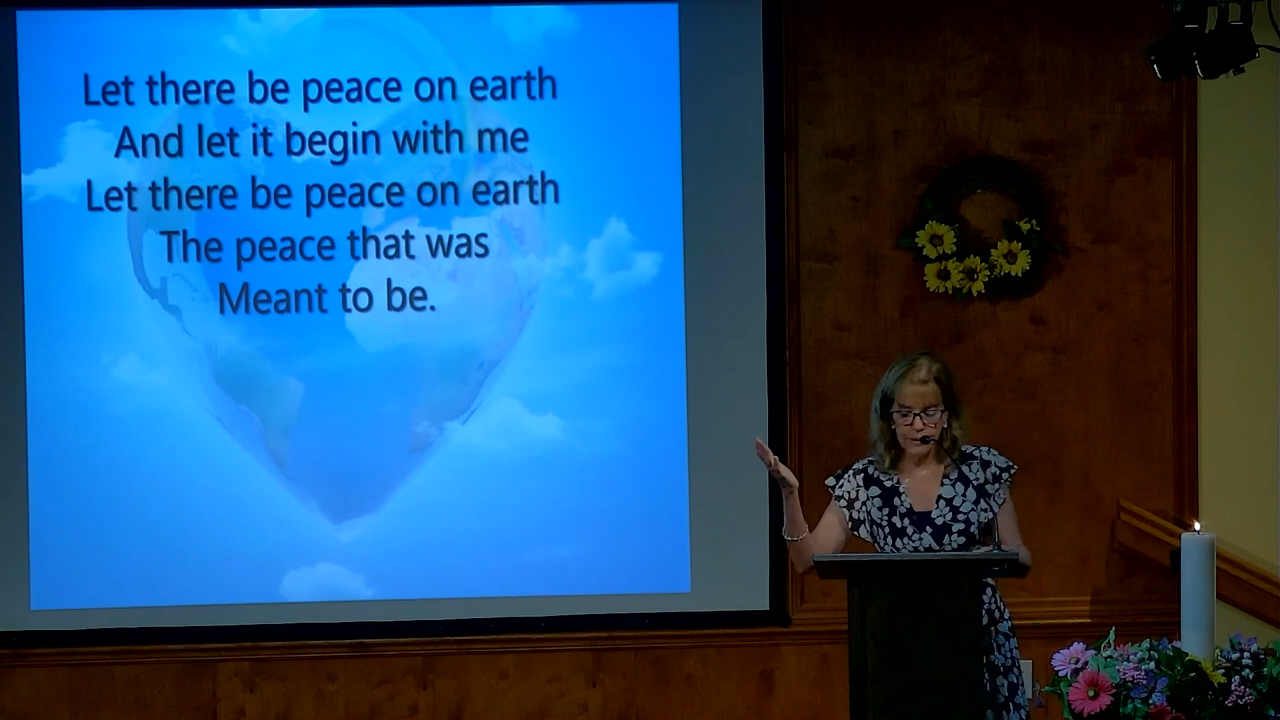 Let there be peace on earth
And let it begin with me
Let there be peace on earth
The peace that was
Meant to be.